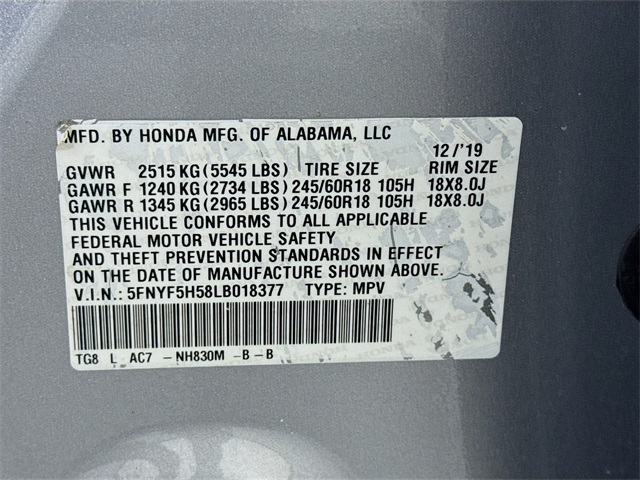 MFD. BY HONDA MFG. OF ALABAMA, LLC
12/'19
GVWR 2515 KG (5545 LBS) TIRE SIZE RIM SIZE
GAWR F 1240 KG (2734 LBS) 245/60R18 105H 18X8.0J
GAWR R 1345 KG (2965 LBS) 245/60R18 105H 18X8.0J
THIS VEHICLE CONFORMS TO ALL APPLICABLE
FEDERAL MOTOR VEHICLE SAFETY
AND THEFT PREVENTION STANDARDS IN EFFECT
ON THE DATE OF MANUFACTURE SHOWN ABOVE.
V.I.N.: 5FNYF5H58LB018377 TYPE: MPV
TG8 L AC7 - NH830M - B - B